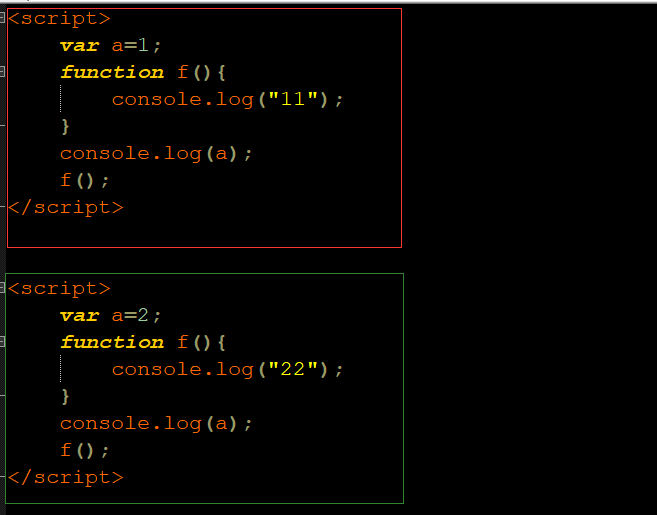 <script>
var a=1;
function f(){
console.log("11");
}
console.log(a);
f();
</script>
<script>
var a=2;
function f(){
console.log("22");
}
console.log(a);
f();
</script>